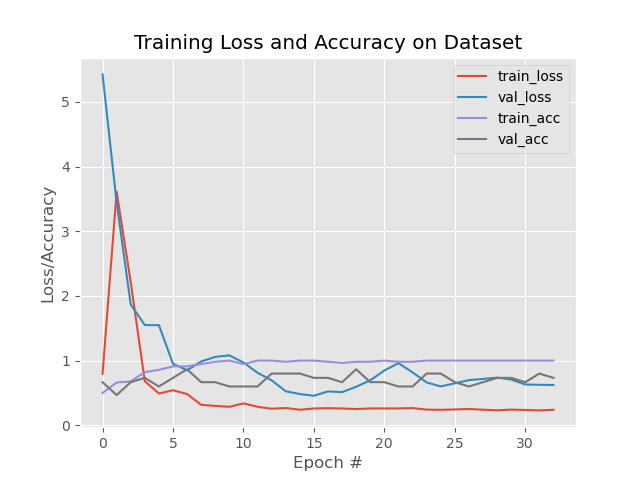 Training Loss and Accuracy on Dataset
train_loss
val_loss
train_acc
val_acc
Loss/Accuracy
5
4
3
2
1
0
0 5 10 15 20 25 30
Epoch #